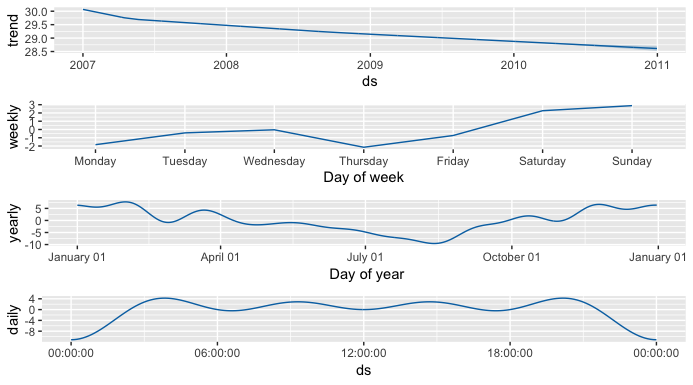 trend
30.0
29.5
29.0
28.5
2007 2008 2009 2010 2011
ds
weekly
3
2
1
0
-1
-2
Monday Tuesday Wednesday Thursday Friday Saturday Sunday
Day of week
yearly
5
0
-5
-10
January 01 April 01 July 01 October 01 January 01
Day of year
daily
4
0
-4
-8
00:00:00 06:00:00 12:00:00 18:00:00 00:00:00
ds